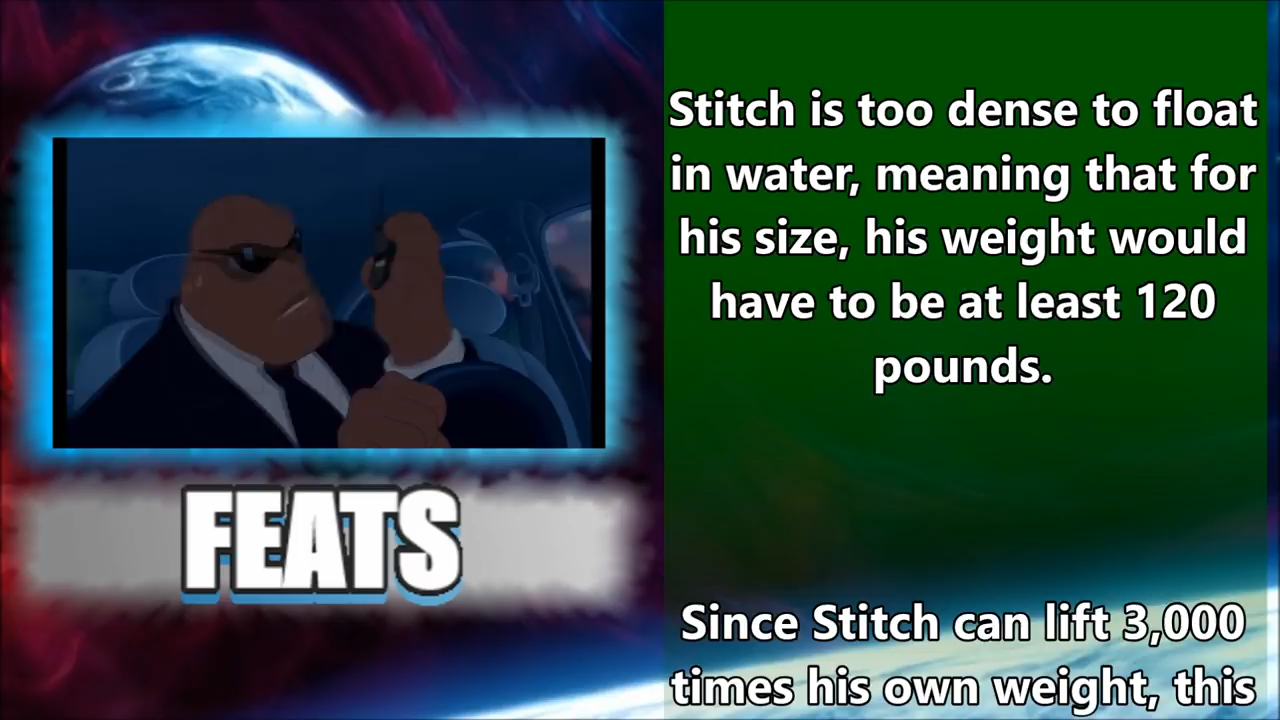 Stitch is too dense to float
in water, meaning that for
his size, his weight would
have to be at least 120
pounds.
FEATS
Since Stitch can lift 3,000
times his own weight, this